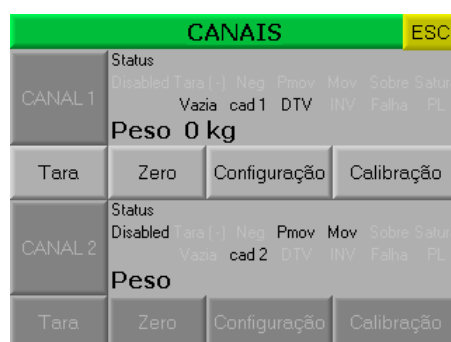 CANAIS ESC
Status
Disabled Tara (-) Neg Pmov Mov Sobre Satur
CANAL 1
Vazia cad 1 DTV INV Falha PL
Peso 0 kg
Tara Zero Configuração Calibração
Status
Disabled Tara (-) Neg Pmov Mov Sobre Satur
CANAL 2
Vazia cad 2 DTV INV Falha PL
Peso
Tara Zero Configuração Calibração